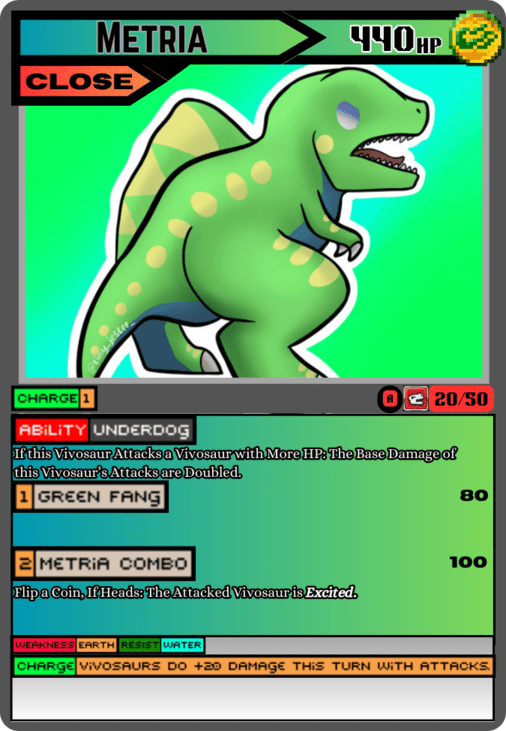 METRIA
440HP
CLOSE
@tiny_jester_
CHARGE 1
A 20/50
ABILITY UNDERDOG
If this Vivosaur Attacks a Vivosaur with More HP: The Base Damage of
this Vivosaur's Attacks are Doubled.
1 GREEN FANG 80
2 METRIA COMBO 100
Flip a Coin, If Heads: The Attacked Vivosaur is Excited.
WEAKNESS EARTH RESIST WATER
CHARGE VIVOSAURS DO +20 DAMAGE THIS TURN WITH ATTACKS.